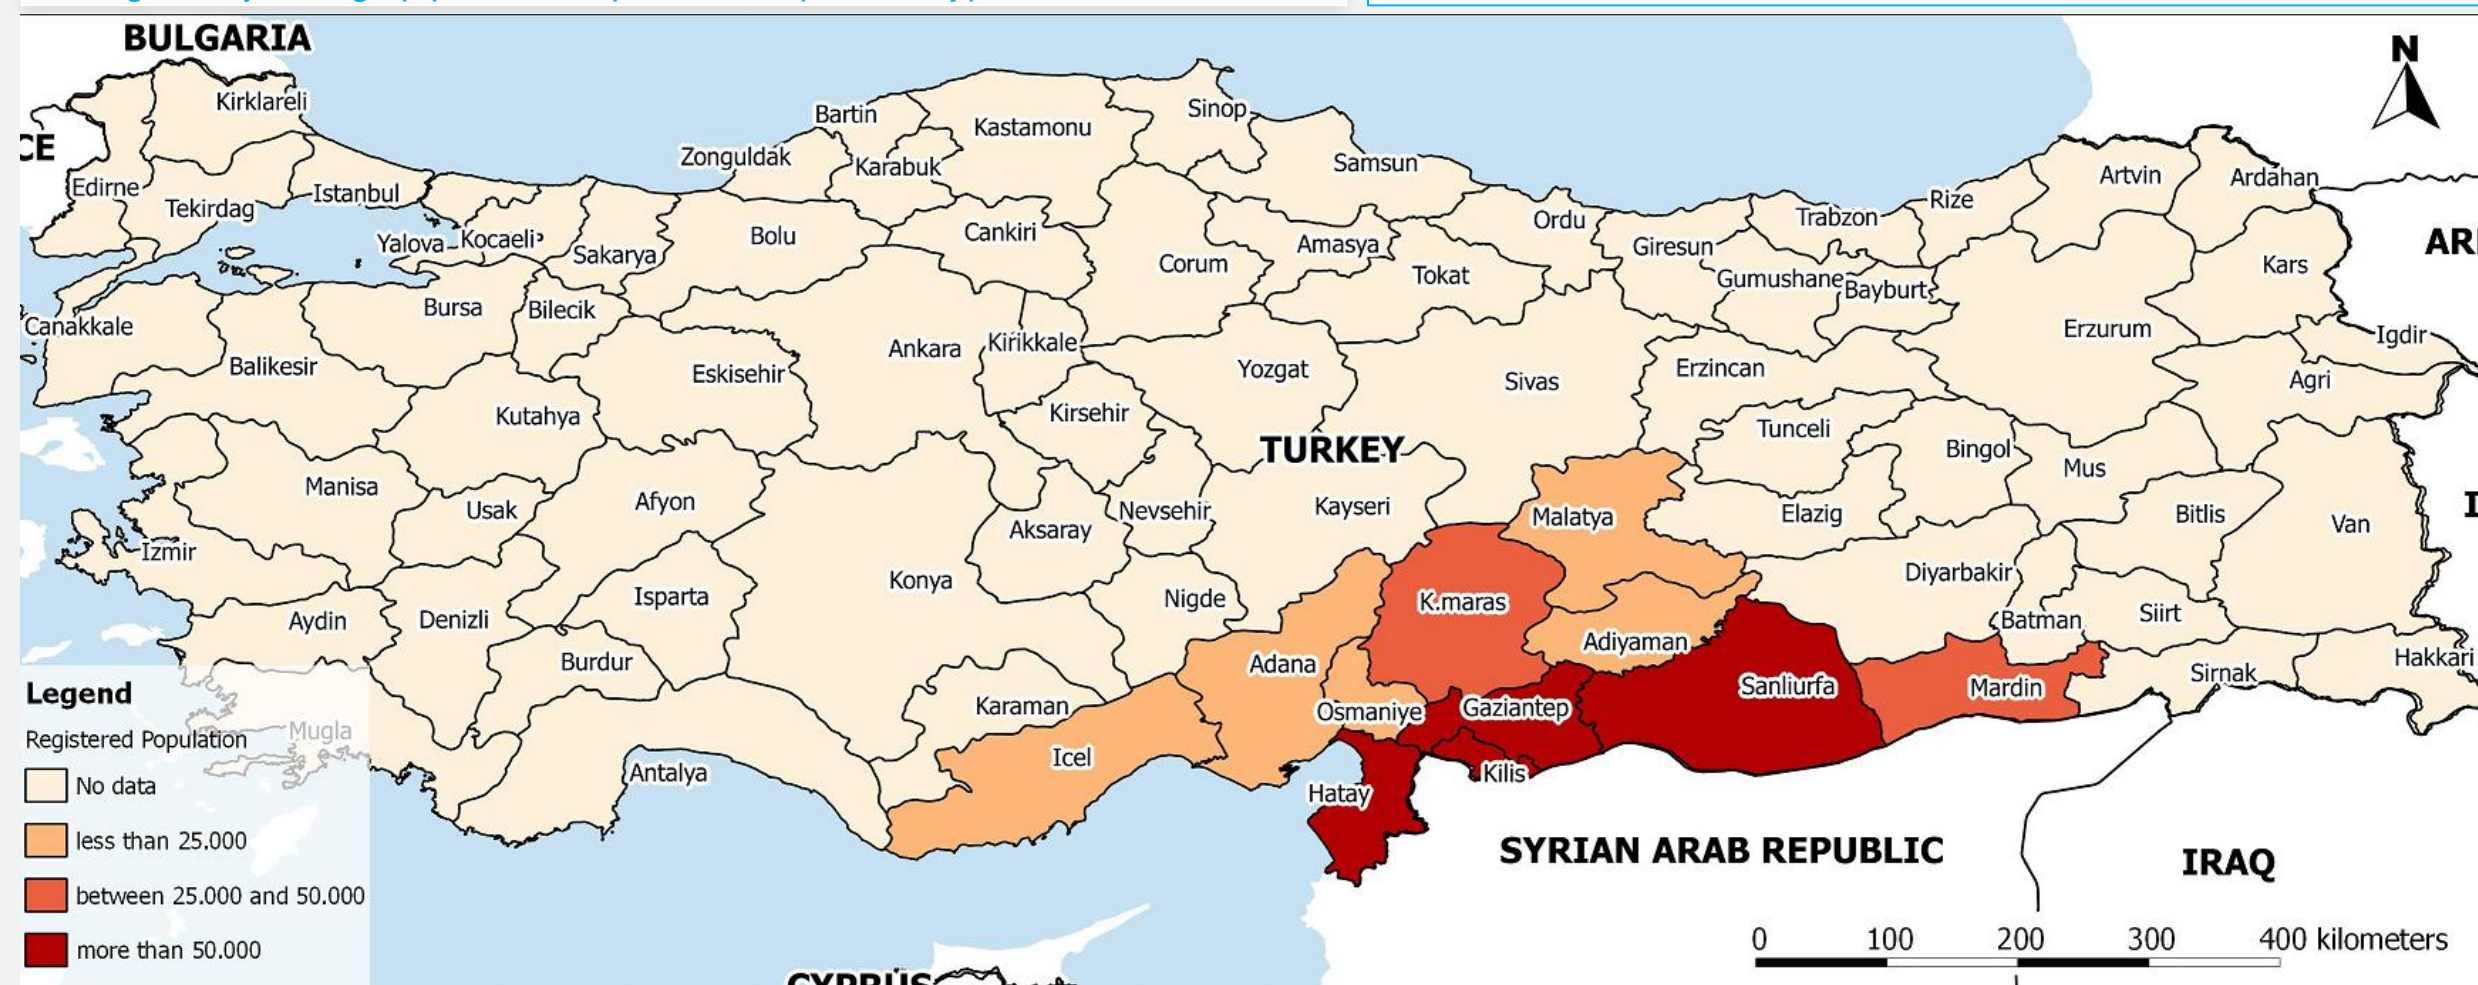 BULGARIA
N
Kirklareli
Sinop
Bartin
Kastamonu
CE
Zonguldak
Karabuk
Samsun
Artvin
Ardahan
Edirne
Istanbul
Rize
Tekirdag
Trabzon
Ordu
Bolu
Cankiri
Amasya
Giresun
Yalova
Kocaeli
Sakarya
AR
Corum
Kars
Tokat
Gumushane
Bayburt
Bursa
Bilecik
Canakkale
Erzurum
Igdir
Ankara
Kirikkale
Balikesir
Eskisehir
Yozgat
Sivas
Erzincan
Agri
Kutahya
Kirsehir
Tunceli
TURKEY
Bingol
Mus
Manisa
Usak
Afyon
Nevsehir
Kayseri
Malatya
Elazig
Bitlis
Van
Aksaray
Izmir
Konya
Diyarbakir
Isparta
Nigde
K.maras
Aydin
Denizli
Batman
Siirt
Adiyaman
Burdur
Adana
Hakkari
Sirnak
Sanliurfa
Mardin
Karaman
Osmaniye
Gaziantep
Mugla
Icel
Antalya
Kilis
Hatay
SYRIAN ARAB REPUBLIC
IRAQ
CYPRUS
Legend
Registered Population
No data
less than 25.000
between 25.000 and 50.000
more than 50.000
0 100 200 300 400 kilometers